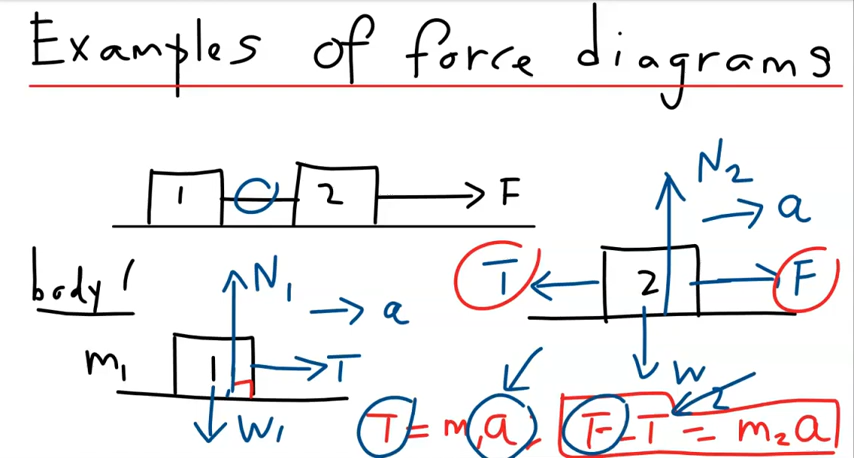 Examples of force diagrams
1 2 F
N2
a
T 2 F
W2
body 1
N1
a
m1 1 T
W1
T = m1a, F - T = m2a